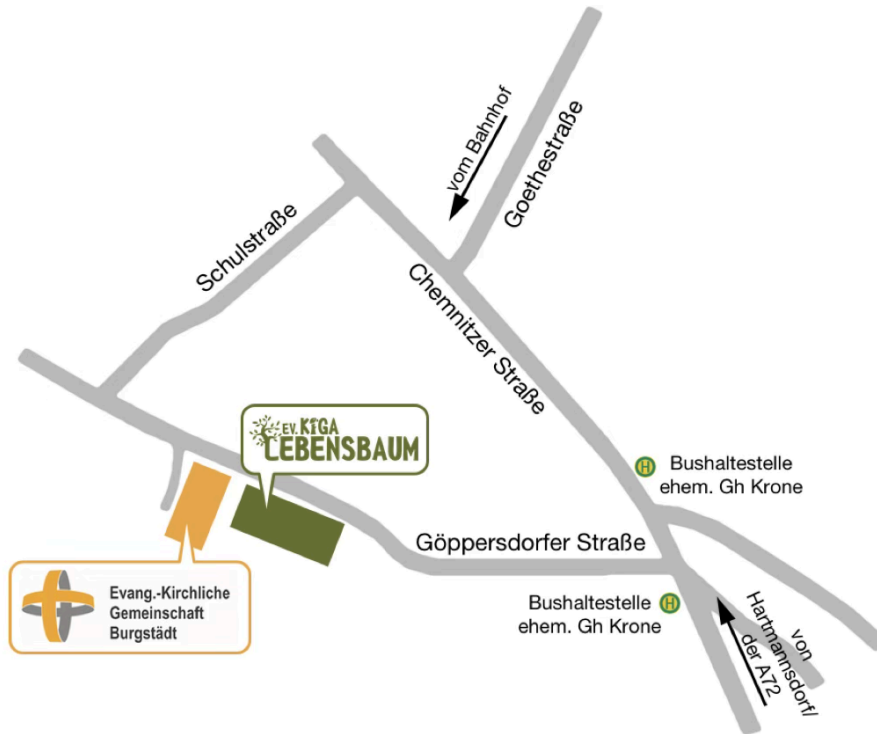 vom Bahnhof
Goethestraße
Schulstraße
Chemnitzer Straße
EV. KIGA
LEBENSBAUM
Bushaltestelle
ehem. Gh Krone
Göppersdorfer Straße
Evang.-Kirchliche
Gemeinschaft
Burgstädt
Bushaltestelle
ehem. Gh Krone
von
Hartmannsdorf/
der A72
H
H